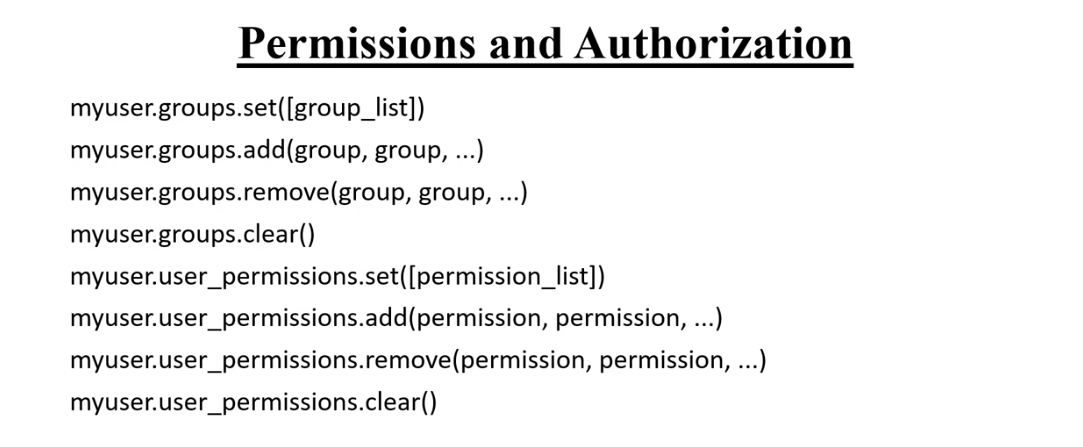 Permissions and Authorization
myuser.groups.set([group_list])
myuser.groups.add(group, group, ...)
myuser.groups.remove(group, group, ...)
myuser.groups.clear()
myuser.user_permissions.set([permission_list])
myuser.user_permissions.add(permission, permission, ...)
myuser.user_permissions.remove(permission, permission, ...)
myuser.user_permissions.clear()